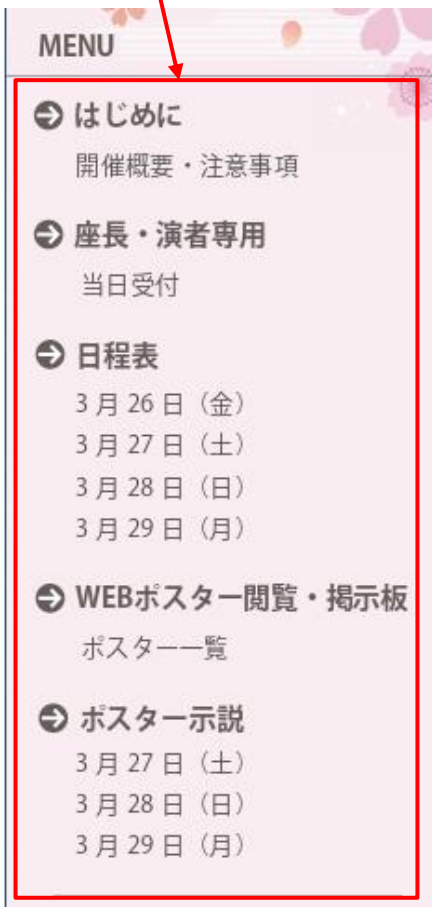 MENU
はじめに
開催概要・注意事項
座長・演者専用
当日受付
日程表
3 月 26 日（金）
3 月 27 日（土）
3 月 28 日（日）
3 月 29 日（月）
WEBポスター閲覧・掲示板
ポスター一覧
ポスター示説
3 月 27 日（土）
3 月 28 日（日）
3 月 29 日（月）